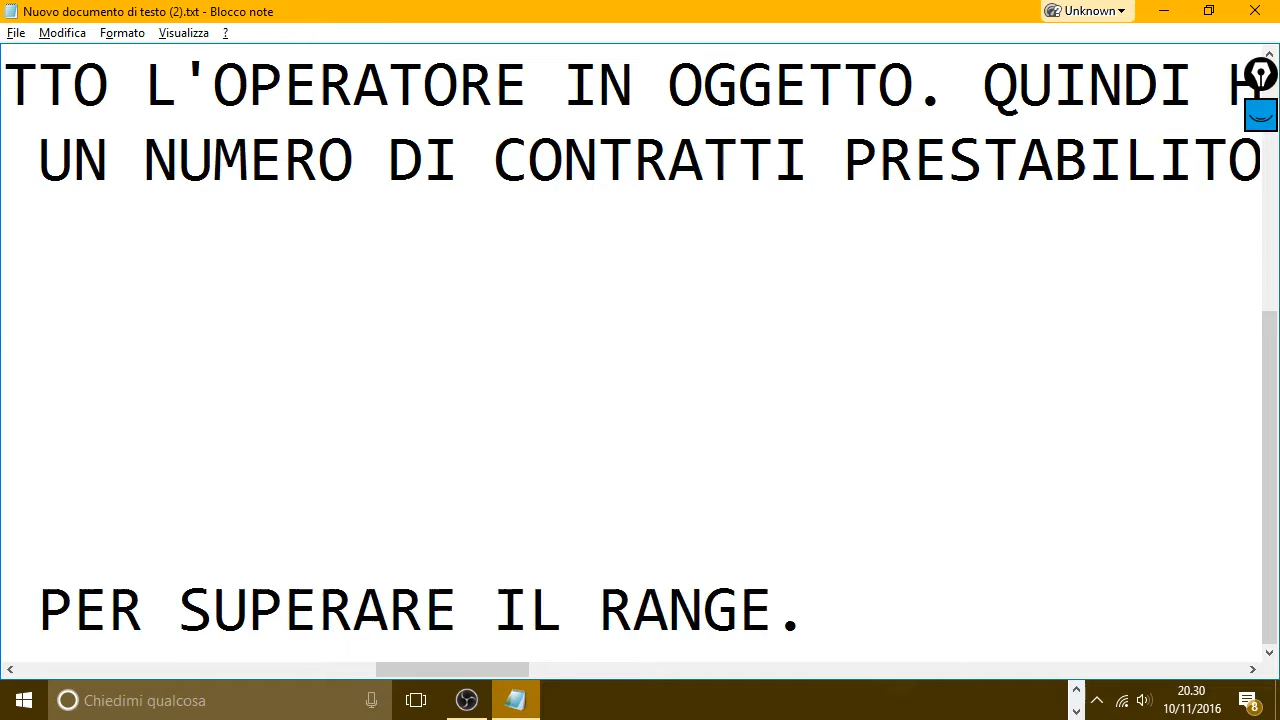 Nuovo documento di testo (2).txt - Blocco note
Unknown
File Modifica Formato Visualizza ?
TTO L'OPERATORE IN OGGETTO. QUINDI H
UN NUMERO DI CONTRATTI PRESTABILITO
PER SUPERARE IL RANGE.
Chiedimi qualcosa
20.30
10/11/2016
8